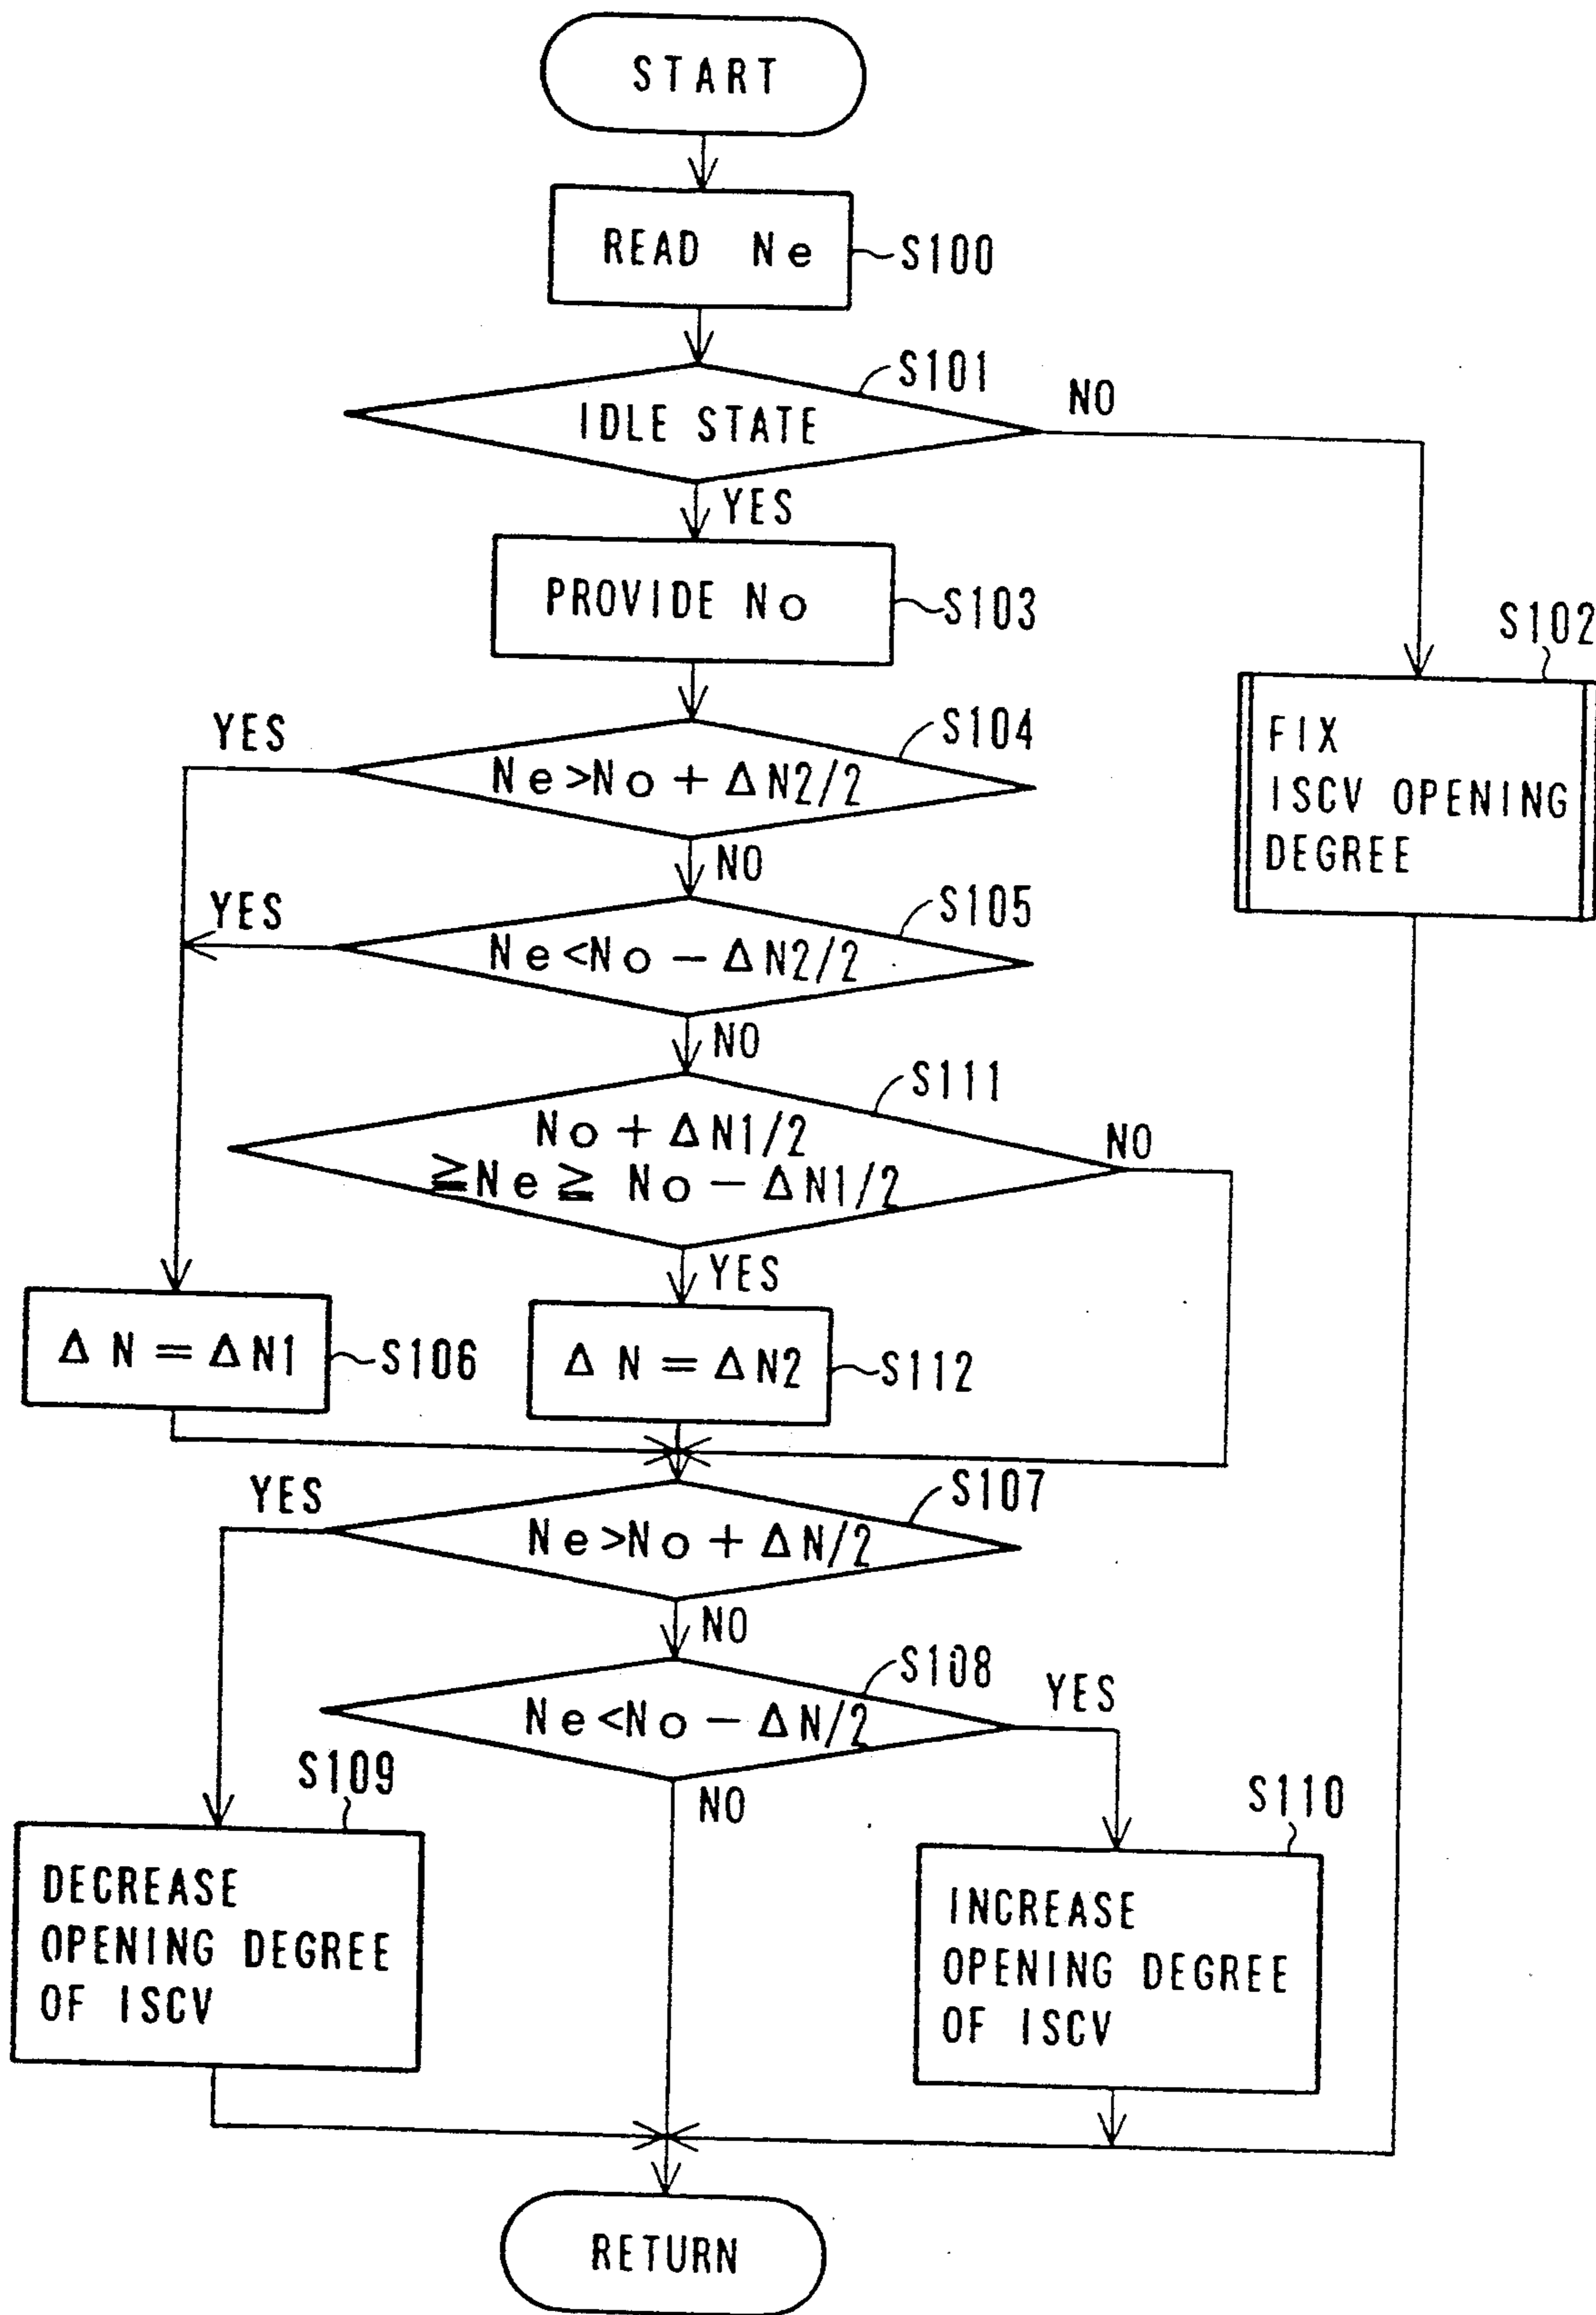 START
READ Ne
S100
S101
IDLE STATE
NO
YES
PROVIDE No
S103
S102
FIX
ISCV OPENING
DEGREE
YES
S104
Ne>No + ΔN2/2
NO
YES
S105
Ne<No - ΔN2/2
NO
S111
No + ΔN1/2
≧Ne ≧ No - ΔN1/2
NO
YES
ΔN = ΔN1
S106
ΔN = ΔN2
S112
YES
S107
Ne>No + ΔN/2
NO
S108
Ne<No - ΔN/2
YES
NO
S109
DECREASE
OPENING DEGREE
OF ISCV
S110
INCREASE
OPENING DEGREE
OF ISCV
RETURN